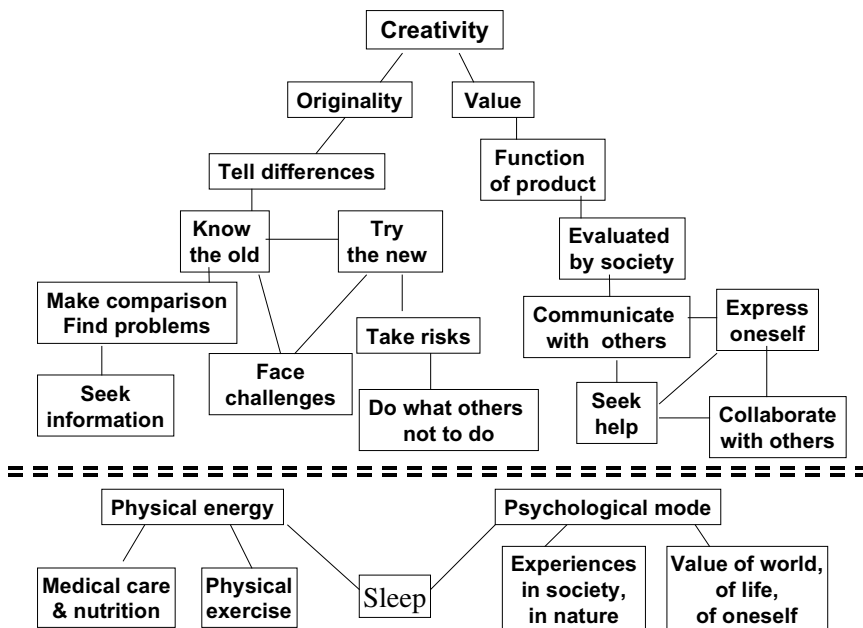 Creativity
Originality
Value
Tell differences
Function
of product
Know
the old
Try
the new
Evaluated
by society
Make comparison
Find problems
Communicate
with others
Express
oneself
Take risks
Face
challenges
Seek
information
Do what others
not to do
Seek
help
Collaborate
with others
Physical energy
Psychological mode
Medical care
& nutrition
Physical
exercise
Sleep
Experiences
in society,
in nature
Value of world,
of life,
of oneself